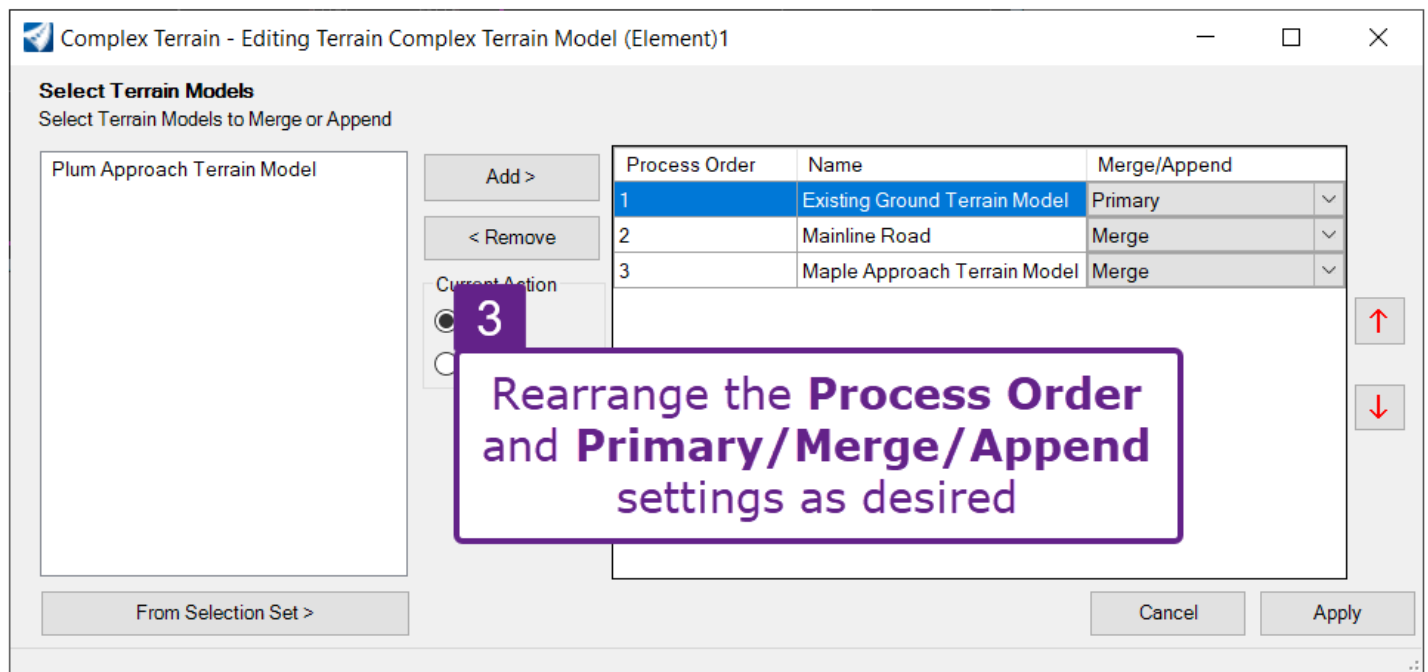 Complex Terrain - Editing Terrain Complex Terrain Model (Element)1
Select Terrain Models
Select Terrain Models to Merge or Append
Plum Approach Terrain Model
Add >
< Remove
Current Action
Process Order Name Merge/Append
1 Existing Ground Terrain Model Primary
2 Mainline Road Merge
3 Maple Approach Terrain Model Merge
3
Rearrange the Process Order
and Primary/Merge/Append
settings as desired
From Selection Set >
Cancel
Apply